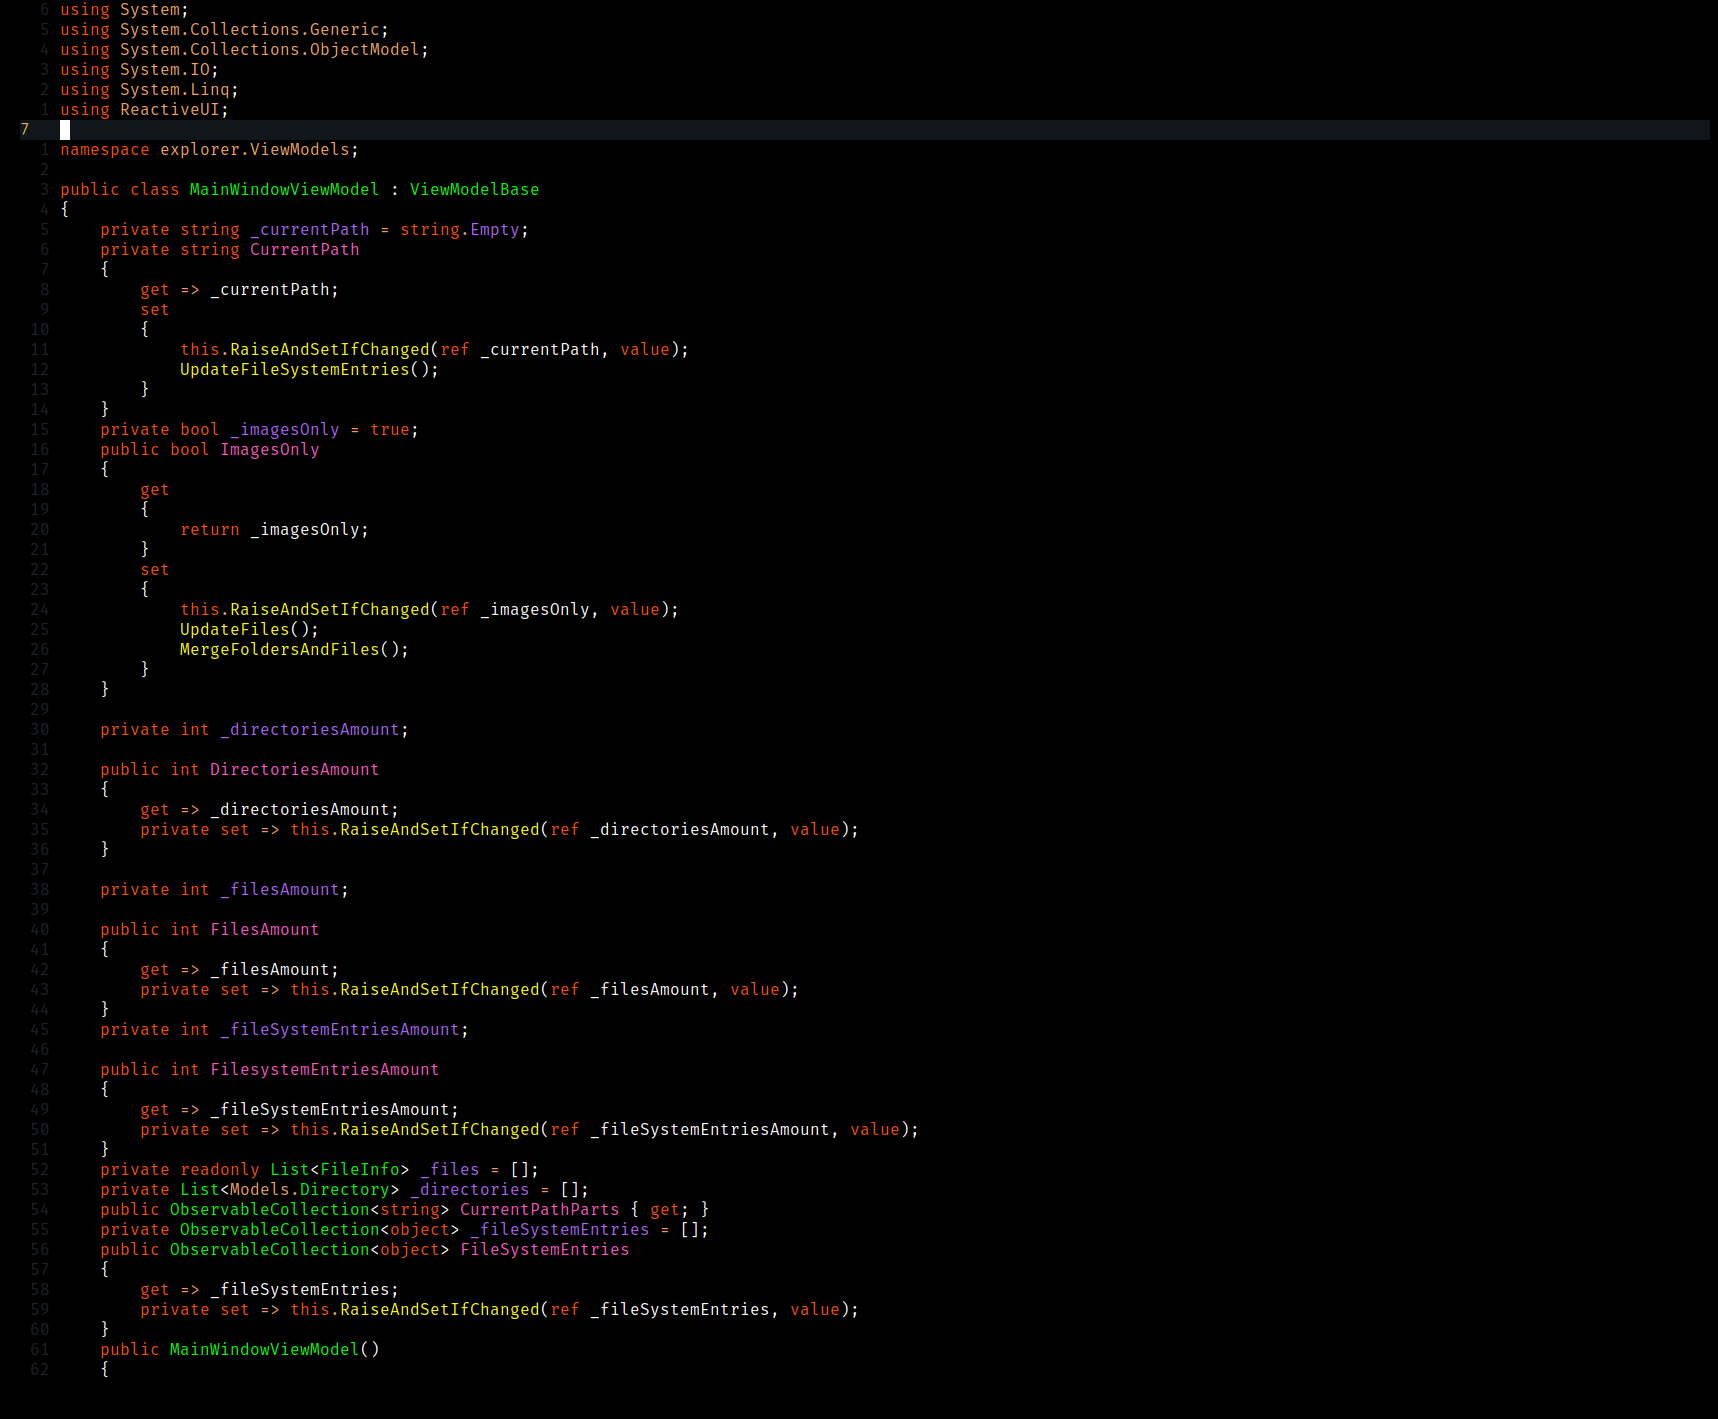 6 using System;
5 using System.Collections.Generic;
4 using System.Collections.ObjectModel;
3 using System.IO;
2 using System.Linq;
1 using ReactiveUI;
7
1 namespace explorer.ViewModels;
2
3 public class MainWindowViewModel : ViewModelBase
4 {
5     private string _currentPath = string.Empty;
6     private string CurrentPath
7     {
8         get => _currentPath;
9         set
10         {
11             this.RaiseAndSetIfChanged(ref _currentPath, value);
12             UpdateFileSystemEntries();
13         }
14     }
15     private bool _imagesOnly = true;
16     public bool ImagesOnly
17     {
18         get
19         {
20             return _imagesOnly;
21         }
22         set
23         {
24             this.RaiseAndSetIfChanged(ref _imagesOnly, value);
25             UpdateFiles();
26             MergeFoldersAndFiles();
27         }
28     }
29
30     private int _directoriesAmount;
31
32     public int DirectoriesAmount
33     {
34         get => _directoriesAmount;
35         private set => this.RaiseAndSetIfChanged(ref _directoriesAmount, value);
36     }
37
38     private int _filesAmount;
39
40     public int FilesAmount
41     {
42         get => _filesAmount;
43         private set => this.RaiseAndSetIfChanged(ref _filesAmount, value);
44     }
45     private int _fileSystemEntriesAmount;
46
47     public int FilesystemEntriesAmount
48     {
49         get => _fileSystemEntriesAmount;
50         private set => this.RaiseAndSetIfChanged(ref _fileSystemEntriesAmount, value);
51     }
52     private readonly List<FileInfo> _files = [];
53     private List<Models.Directory> _directories = [];
54     public ObservableCollection<string> CurrentPathParts { get; }
55     private ObservableCollection<object> _fileSystemEntries = [];
56     public ObservableCollection<object> FileSystemEntries
57     {
58         get => _fileSystemEntries;
59         private set => this.RaiseAndSetIfChanged(ref _fileSystemEntries, value);
60     }
61     public MainWindowViewModel()
62     {